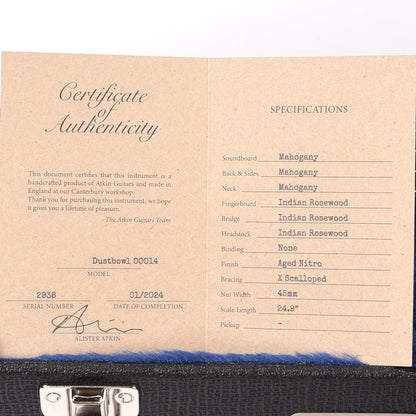 Certificate
of
Authenticity
This document certifies that this instrument is a
handcrafted product of Atkin Guitars and made in
England at our Canterbury workshop.
Thank you for purchasing this instrument, we hope
it gives you a lifetime of pleasure.
- The Atkin Guitars Team
Dustbowl 00014
MODEL
2936 01/2024
SERIAL NUMBER DATE OF COMPLETION
Atkin
ALISTER ATKIN
SPECIFICATIONS
Soundboard Mahogany
Back & Sides Mahogany
Neck Mahogany
Fingerboard Indian Rosewood
Bridge Indian Rosewood
Headstock Indian Rosewood
Binding None
Finish Aged Nitro
Bracing X Scalloped
Nut Width 45mm
Scale Length 24.9"
Pickup -